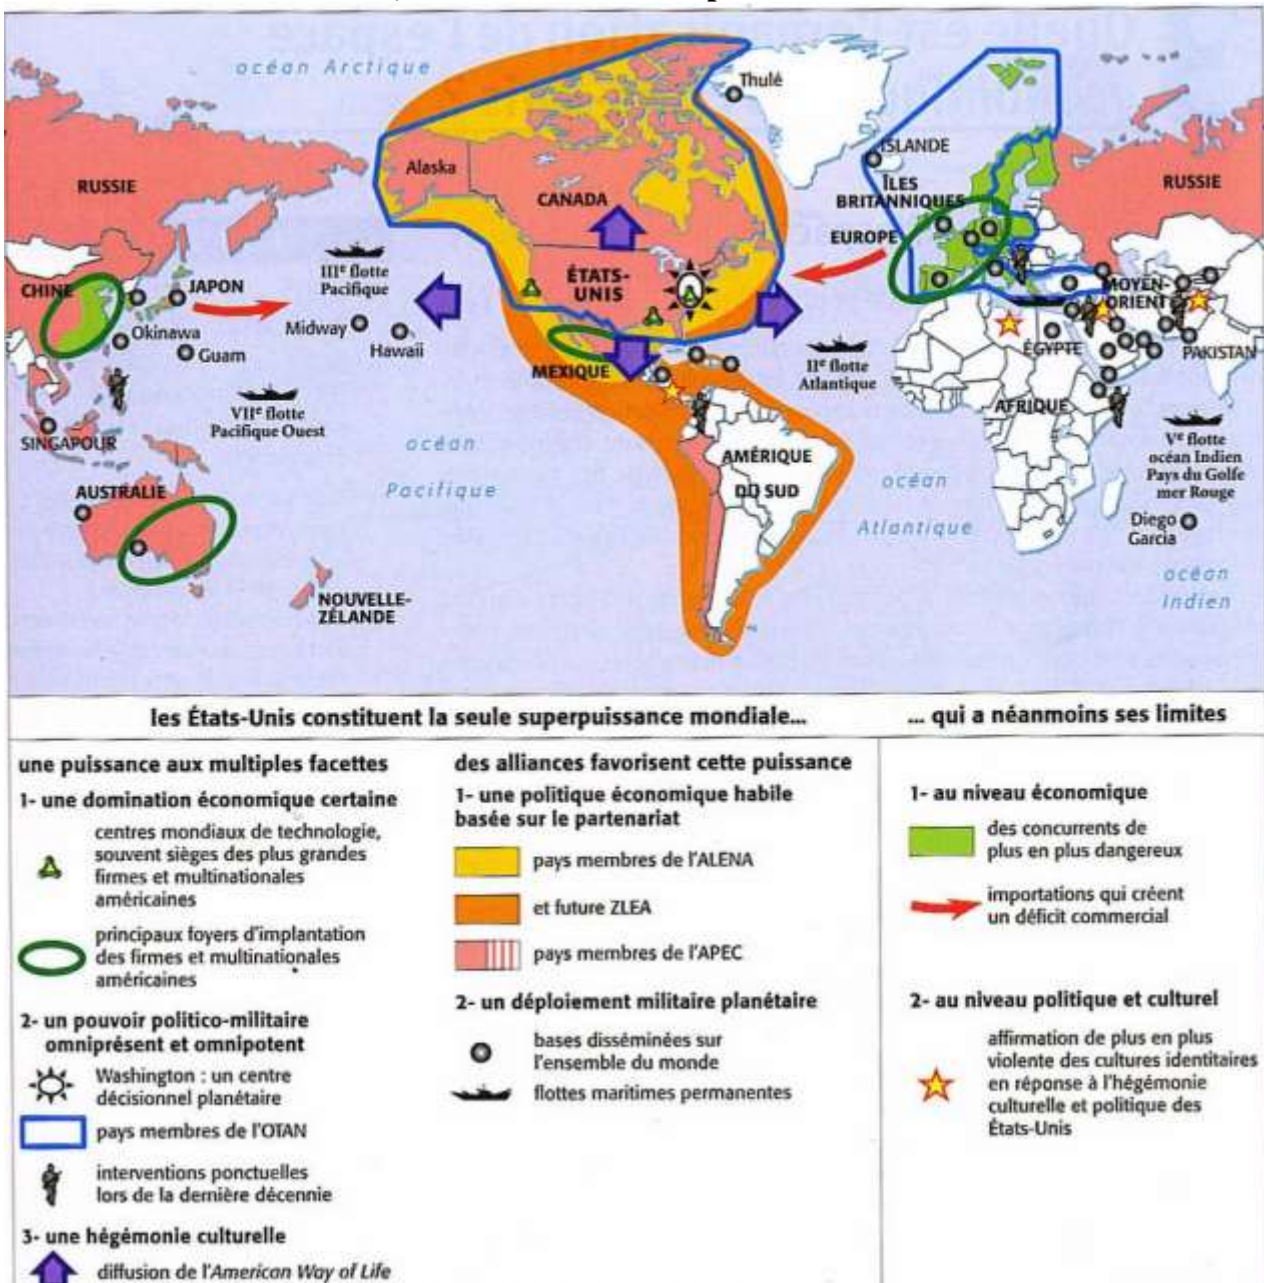 océan Arctique
Thulé
ISLANDE
Alaska
RUSSIE
CANADA
ÎLES
BRITANNIQUES
RUSSIE
EUROPE
IIIe flotte
Pacifique
ÉTATS-
UNIS
CHINE
JAPON
MOYEN-
ORIENT
Okinawa
Midway
Hawaïi
Guam
MEXIQUE
IIe flotte
Atlantique
ÉGYPTE
PAKISTAN
VIIe flotte
Pacifique Ouest
AFRIQUE
SINGAPOUR
océan
Pacifique
AMÉRIQUE
DU SUD
océan
Atlantique
Ve flotte
océan Indien
Pays du Golfe
mer Rouge
AUSTRALIE
Diego
Garcia
océan
Indien
NOUVELLE-
ZÉLANDE
les États-Unis constituent la seule superpuissance mondiale...
... qui a néanmoins ses limites
une puissance aux multiples facettes
1- une domination économique certaine
centres mondiaux de technologie,
souvent sièges des plus grandes
firmes et multinationales
américaines
principaux foyers d'implantation
des firmes et multinationales
américaines
2- un pouvoir politico-militaire
omniprésent et omnipotent
Washington : un centre
décisionnel planétaire
pays membres de l'OTAN
interventions ponctuelles
lors de la dernière décennie
3- une hégémonie culturelle
diffusion de l'American Way of Life
des alliances favorisent cette puissance
1- une politique économique habile
basée sur le partenariat
pays membres de l'ALENA
et future ZLEA
pays membres de l'APEC
2- un déploiement militaire planétaire
bases disséminées sur
l'ensemble du monde
flottes maritimes permanentes
1- au niveau économique
des concurrents de
plus en plus dangereux
importations qui créent
un déficit commercial
2- au niveau politique et culturel
affirmation de plus en plus
violente des cultures identitaires
en réponse à l'hégémonie
culturelle et politique des
États-Unis